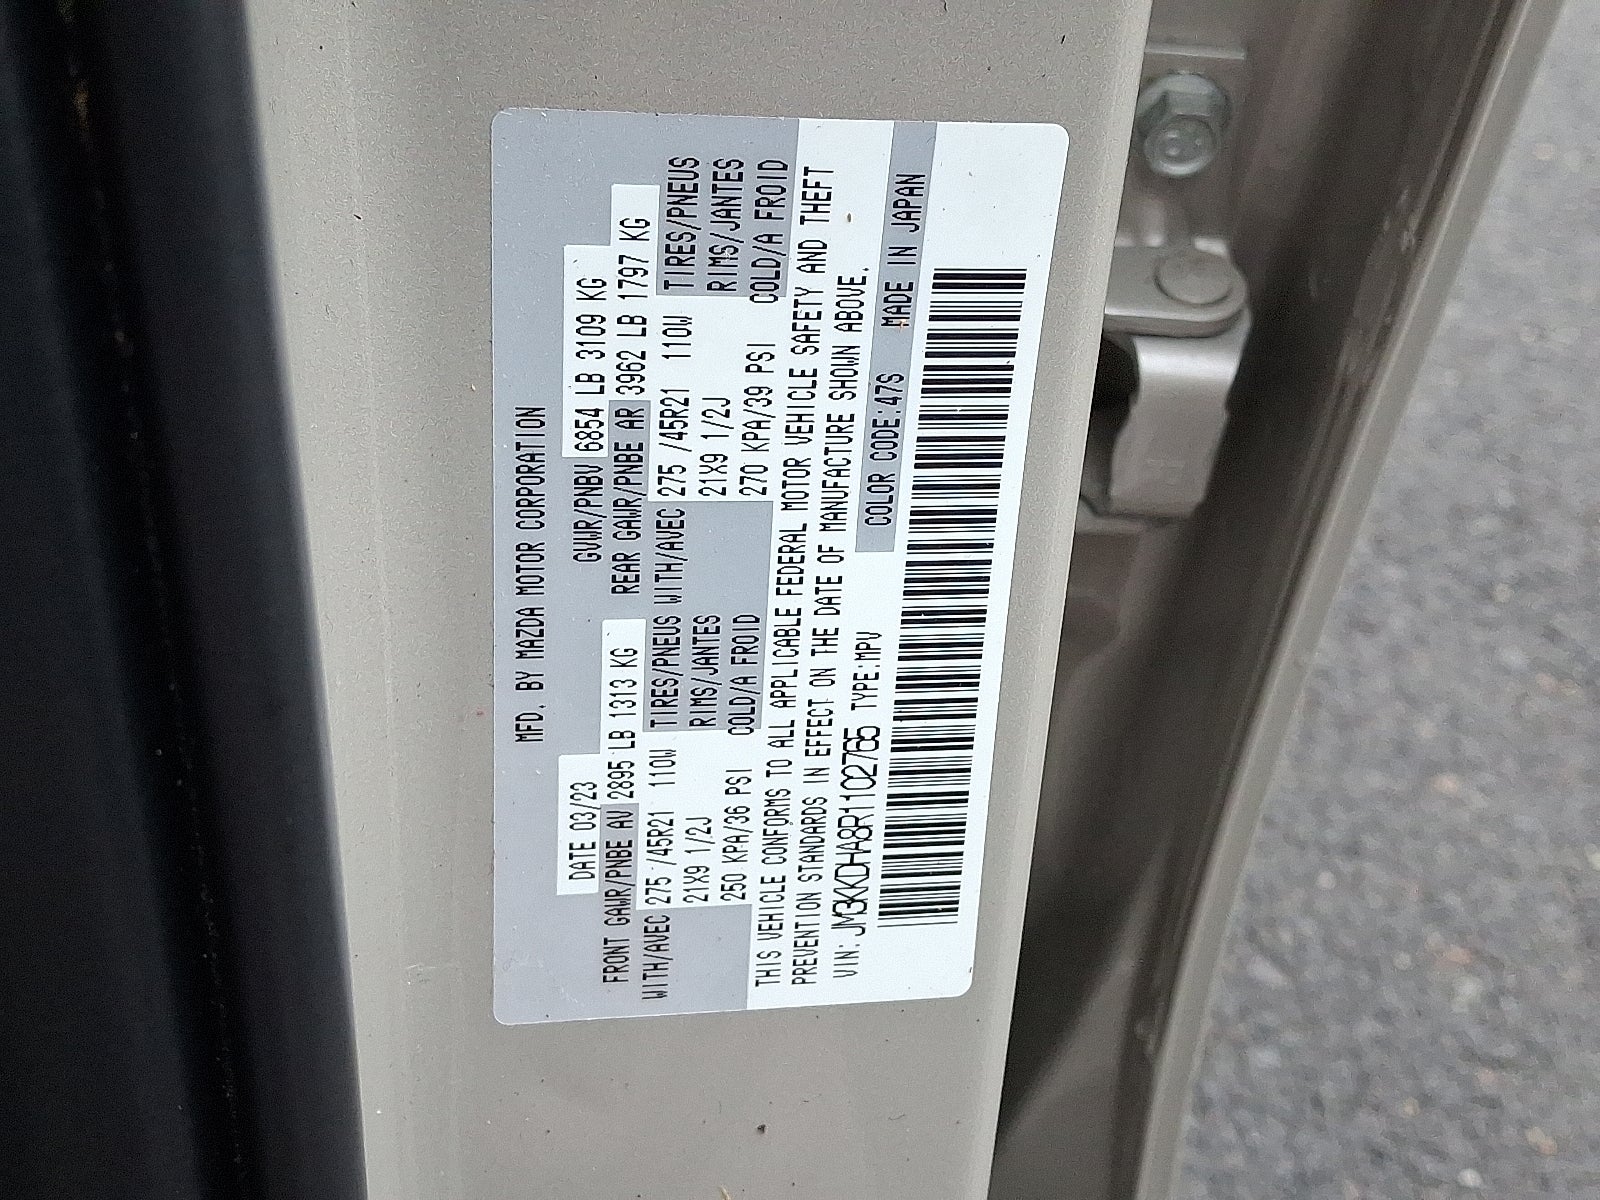 MFD. BY MAZDA MOTOR CORPORATION
DATE 03/23 GVWR/PNBV 6854 LB 3109 KG
FRONT GAWR/PNBE AV 2895 LB 1313 KG REAR GAWR/PNBE AR 3962 LB 1797 KG
WITH/AVEC 275 /45R21 110W TIRES/PNEUS WITH/AVEC 275 /45R21 110W TIRES/PNEUS
21X9 1/2J RIMS/JANTES 21X9 1/2J RIMS/JANTES
250 KPA/36 PSI COLD/A FROID 270 KPA/39 PSI COLD/A FROID
THIS VEHICLE CONFORMS TO ALL APPLICABLE FEDERAL MOTOR VEHICLE SAFETY AND THEFT
PREVENTION STANDARDS IN EFFECT ON THE DATE OF MANUFACTURE SHOWN ABOVE.
VIN: JM3KKDHA8R1102765 TYPE:MPV COLOR CODE:47S MADE IN JAPAN